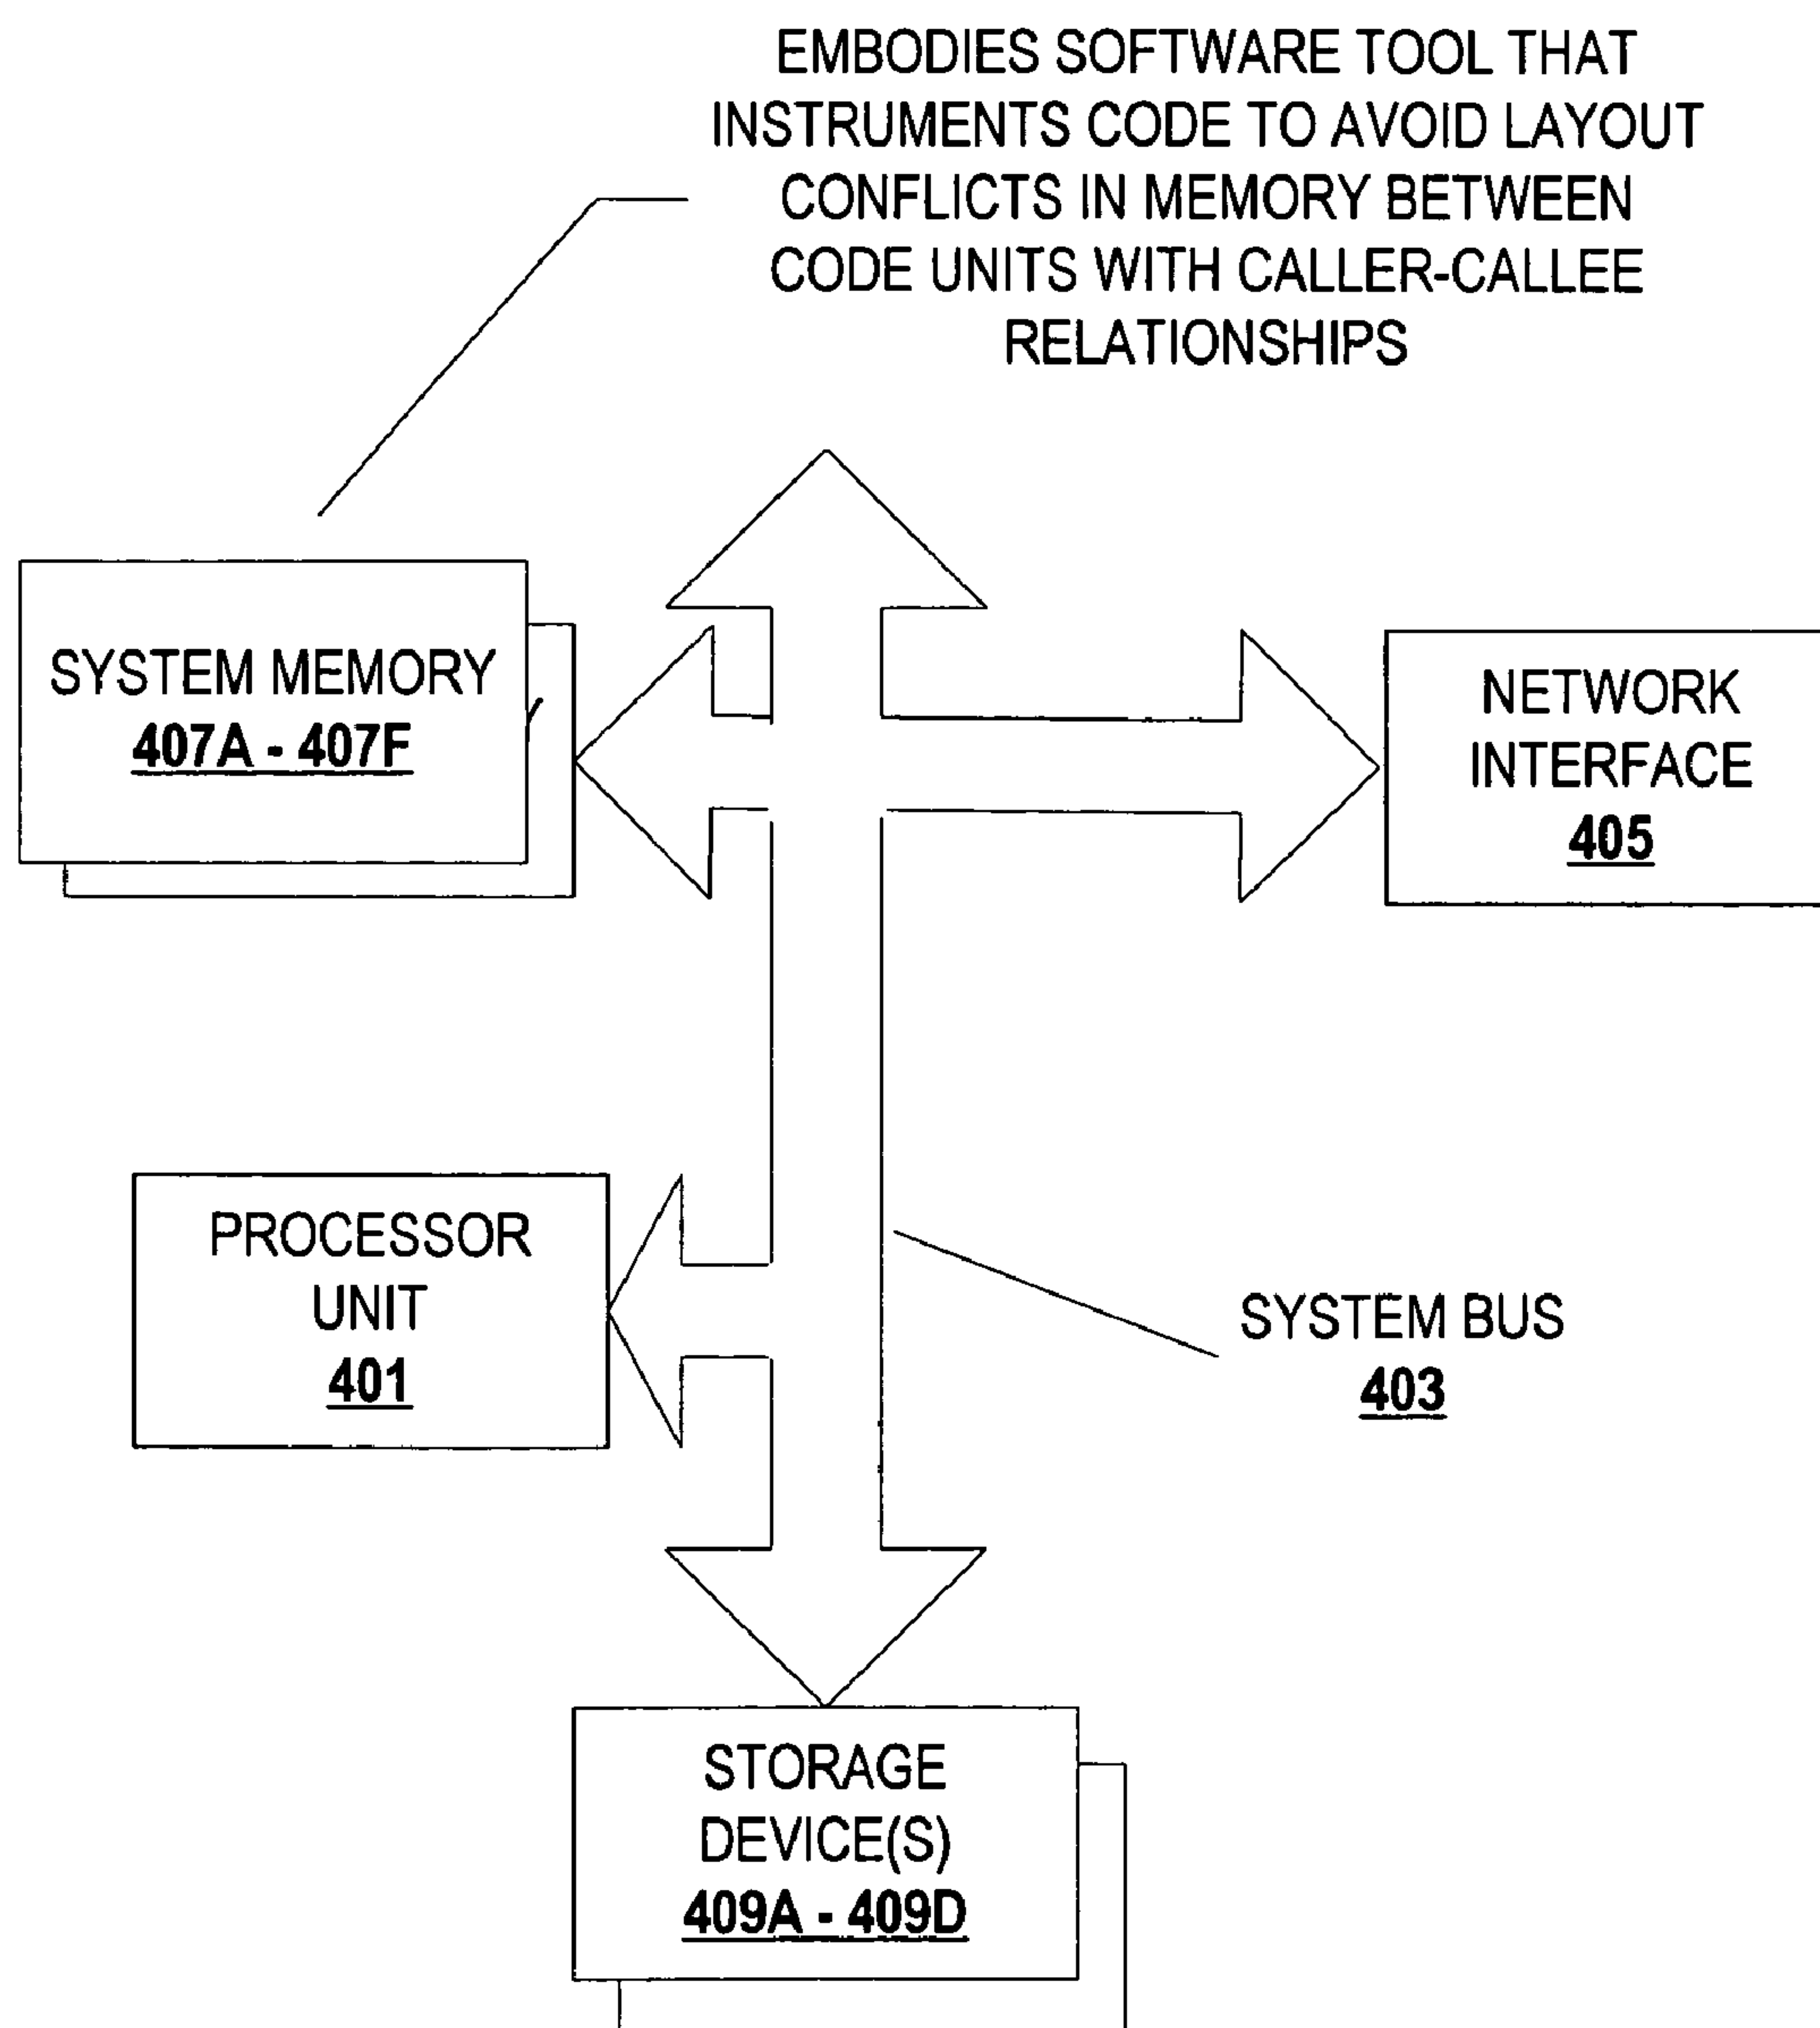 EMBODIES SOFTWARE TOOL THAT
INSTRUMENTS CODE TO AVOID LAYOUT
CONFLICTS IN MEMORY BETWEEN
CODE UNITS WITH CALLER-CALLEE
RELATIONSHIPS
SYSTEM MEMORY
407A - 407F
NETWORK
INTERFACE
405
PROCESSOR
UNIT
401
SYSTEM BUS
403
STORAGE
DEVICE(S)
409A - 409D